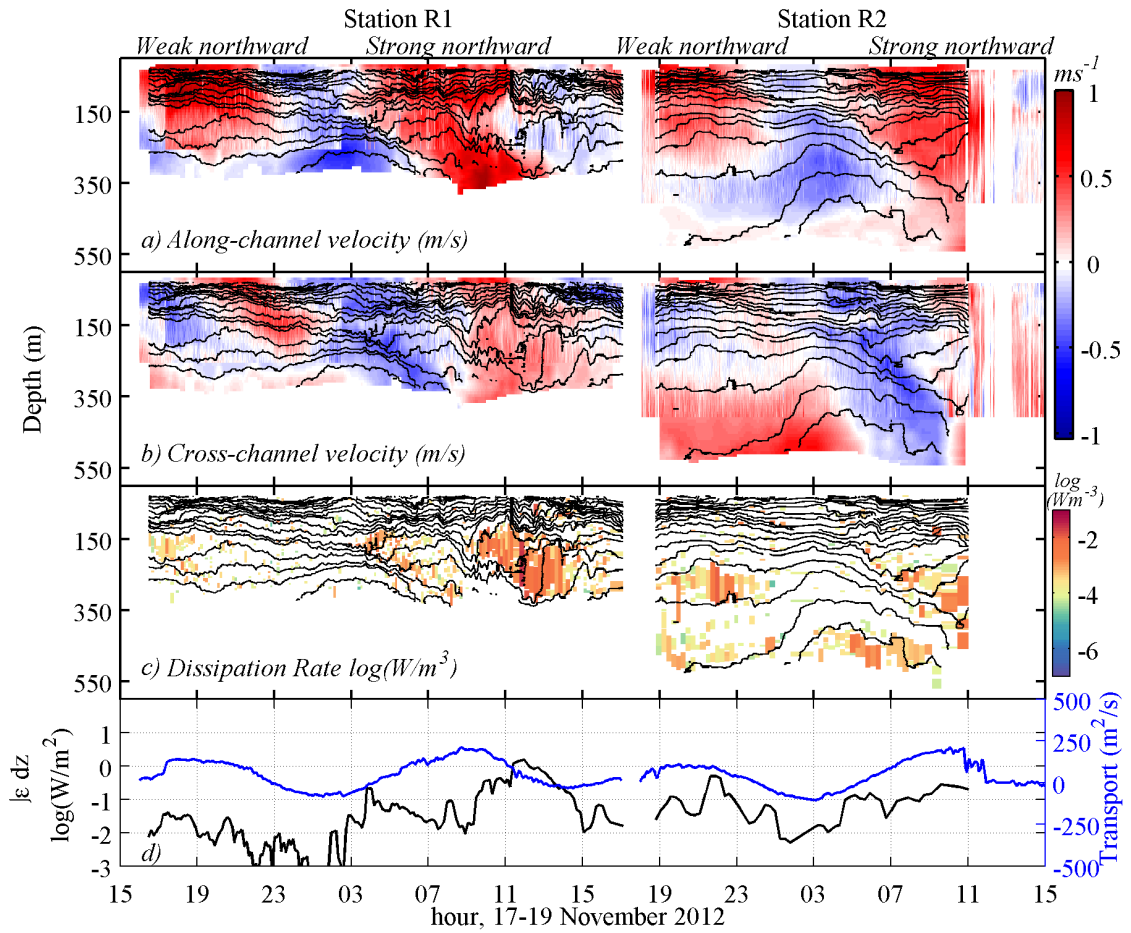 Station R1
Station R2
Weak northward
Strong northward
Weak northward
Strong northward
ms-1
150
350
550
a) Along-channel velocity (m/s)
1
0.5
0
-0.5
-1
150
350
550
b) Cross-channel velocity (m/s)
Depth (m)
log
(Wm-3)
150
350
550
c) Dissipation Rate log(W/m3)
-2
-4
-6
∫ε dz
log(W/m2)
1
0
-1
-2
-3
d)
500
250
0
-250
-500
Transport (m2/s)
15 19 23 03 07 11 15 19 23 03 07 11 15
hour, 17-19 November 2012